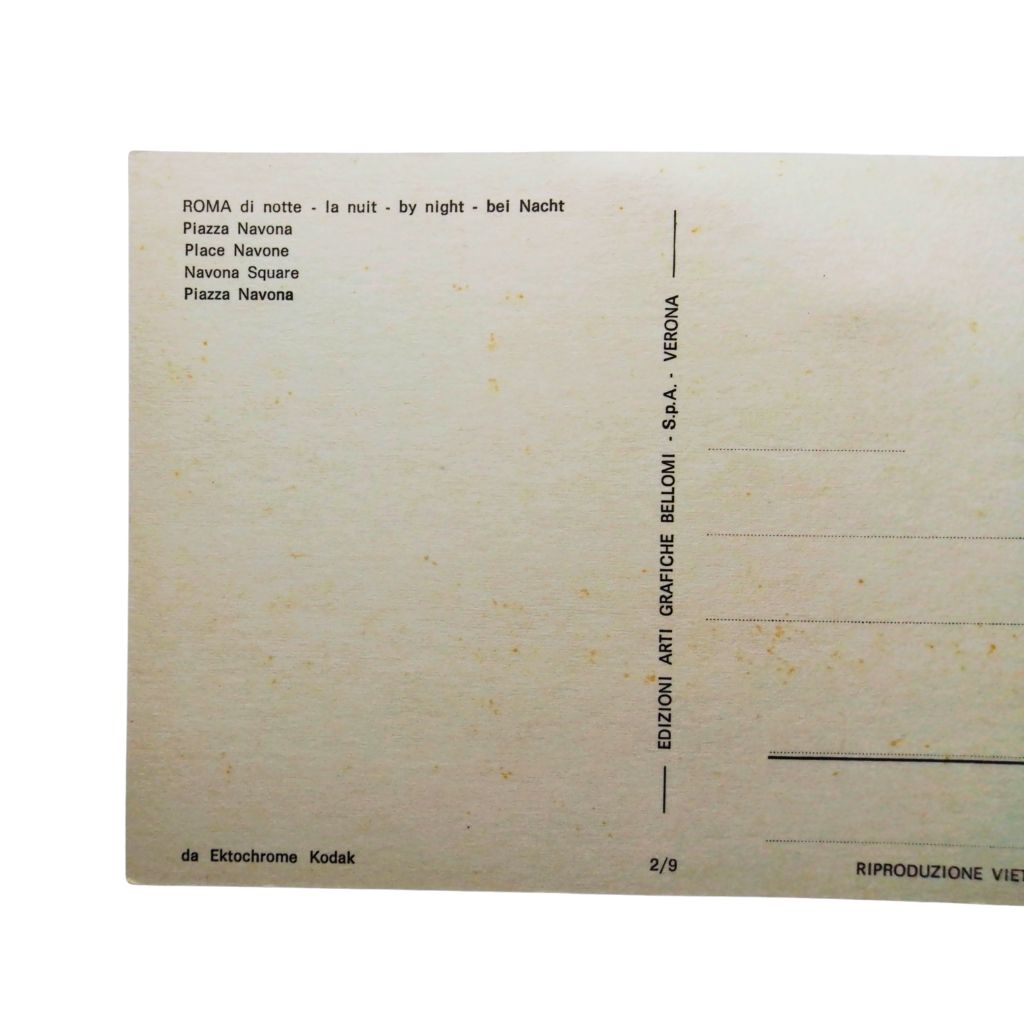 ROMA di notte - la nuit - by night - bei Nacht
Piazza Navona
Place Navone
Navona Square
Piazza Navona
EDIZIONI ARTI GRAFICHE BELLOMI - S.p.A. - VERONA
da Ektochrome Kodak
2/9
RIPRODUZIONE